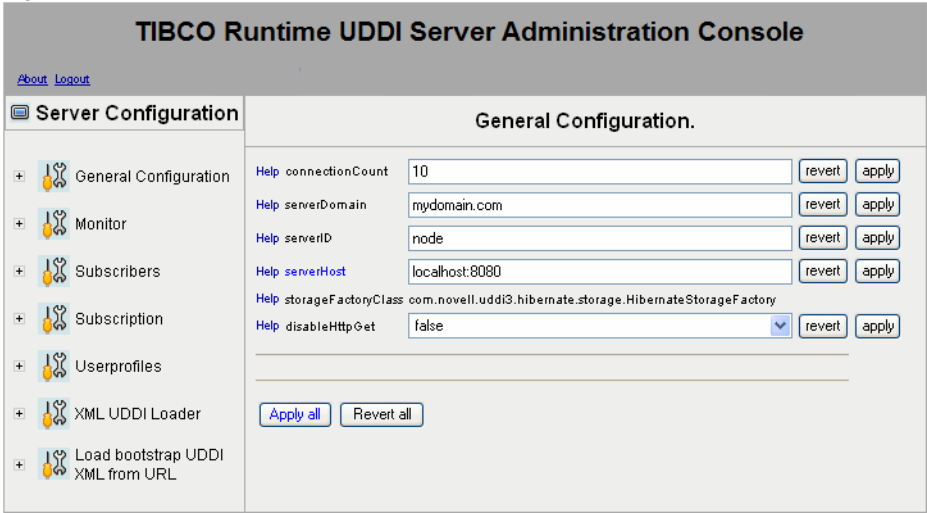 TIBCO Runtime UDDI Server Administration Console
About Logout
Server Configuration
General Configuration
Monitor
Subscribers
Subscription
Userprofiles
XML UDDI Loader
Load bootstrap UDDI
XML from URL
General Configuration.
Help connectionCount 10 revert apply
Help serverDomain mydomain.com revert apply
Help serverID node revert apply
Help serverHost localhost:8080 revert apply
Help storageFactoryClass com.novell.uddi3.hibernate.storage.HibernateStorageFactory
Help disableHttpGet false revert apply
Apply all Revert all